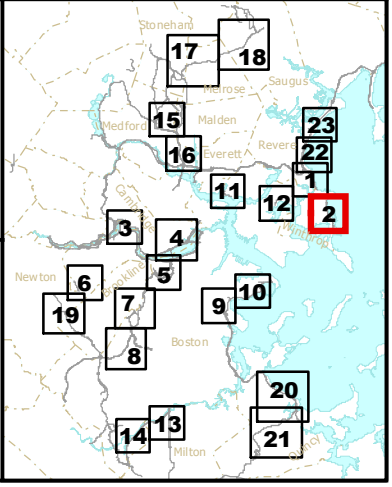 Stoneham
17
18
Melrose
Saugus
15
Medford
Malden
23
16
Everett
Revere
22
1
11
12
2
Cambridge
Winthrop
3
4
Newton
6
5
Brookline
10
19
7
9
8
Boston
20
14
13
21
Milton
Quincy